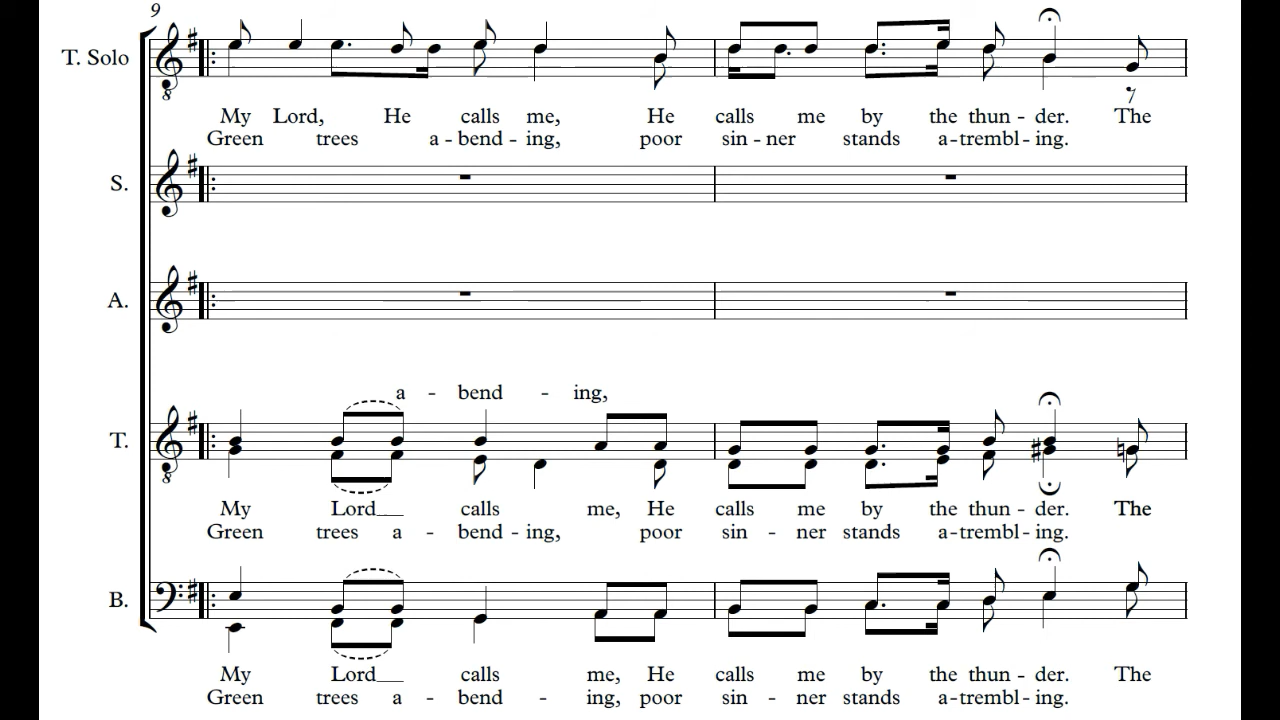 9
T. Solo
My Lord, He calls me, He calls me by the thun - der. The
Green trees a - bend - ing, poor sin - ner stands a - trembl - ing.
S.
A.
a - bend - ing,
T.
My Lord__ calls me, He calls me by the thun - der. The
Green trees a - bend - ing, poor sin - ner stands a - trembl - ing.
B.
My Lord__ calls me, He calls me by the thun - der. The
Green trees a - bend - ing, poor sin - ner stands a - trembl - ing.